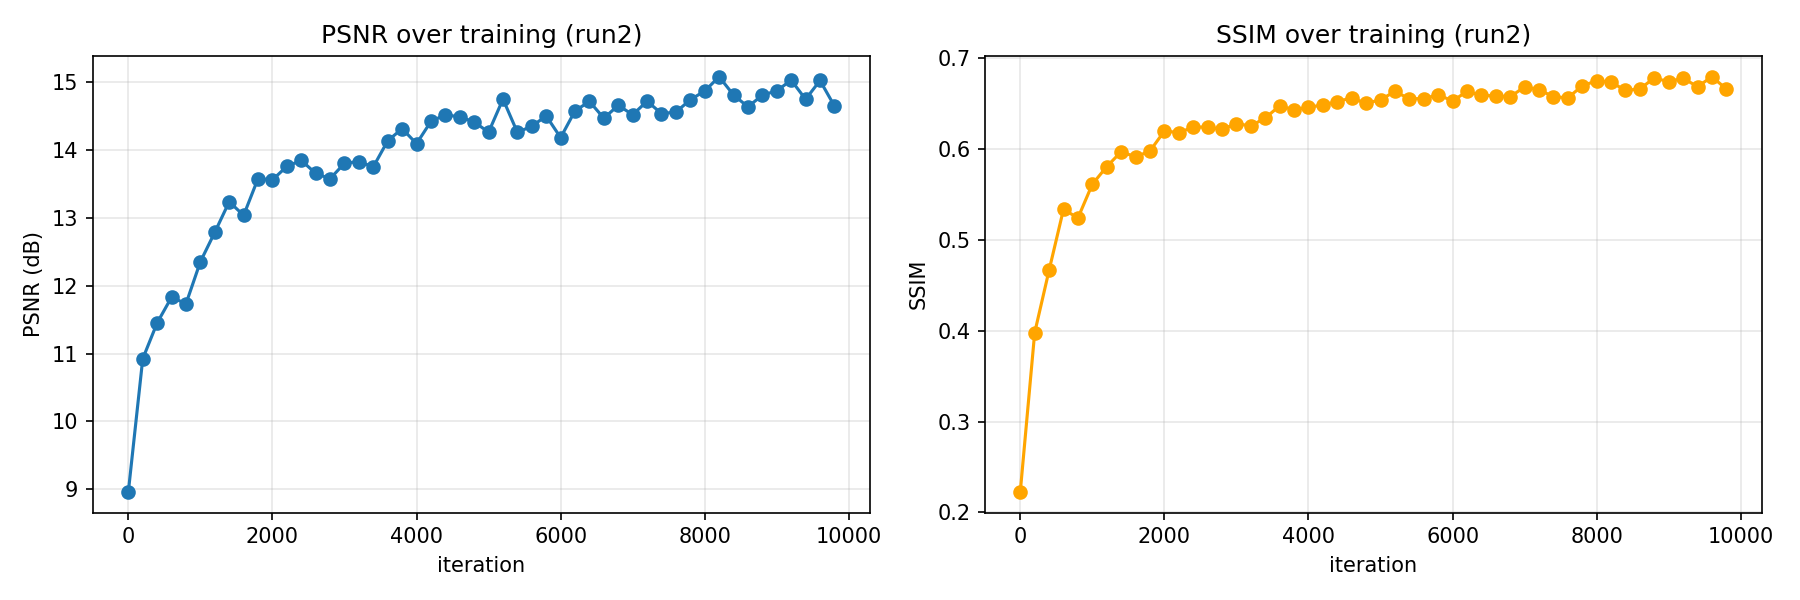 PSNR over training (run2)
PSNR (dB)
15
14
13
12
11
10
9
0 2000 4000 6000 8000 10000
iteration
SSIM over training (run2)
SSIM
0.7
0.6
0.5
0.4
0.3
0.2
0 2000 4000 6000 8000 10000
iteration